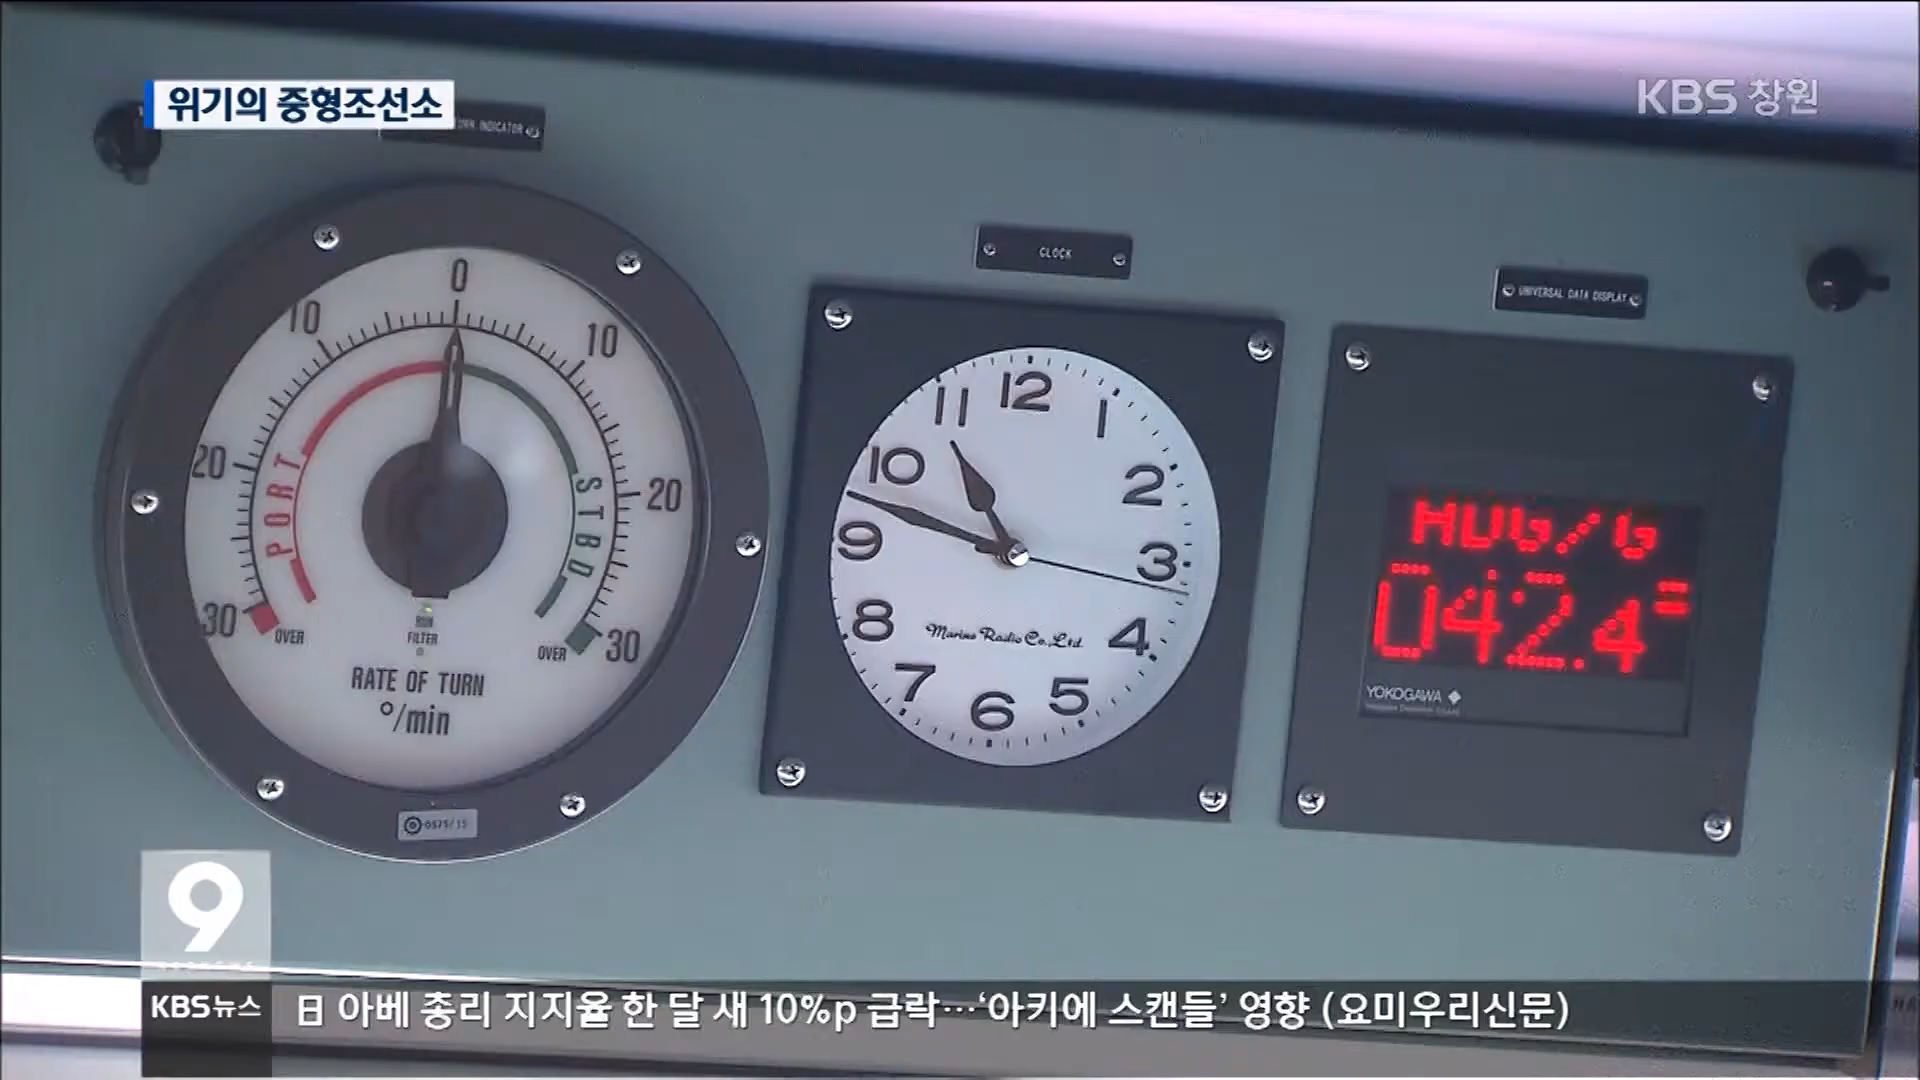 위기의 중형조선소
KBS 창원
TURN INDICATOR
CLOCK
UNIVERSAL DATA DISPLAY
0
10
10
20
20
30
30
PORT
STBD
OVER
OVER
RUN
FILTER
RATE OF TURN
°/min
12
1
2
3
4
5
6
7
8
9
10
11
Marine Radio Co., Ltd.
HDG/G
042.4
YOKOGAWA
9
KBS뉴스
日 아베 총리 지지율 한 달 새 10%p 급락…‘아키에 스캔들’ 영향 (요미우리신문)